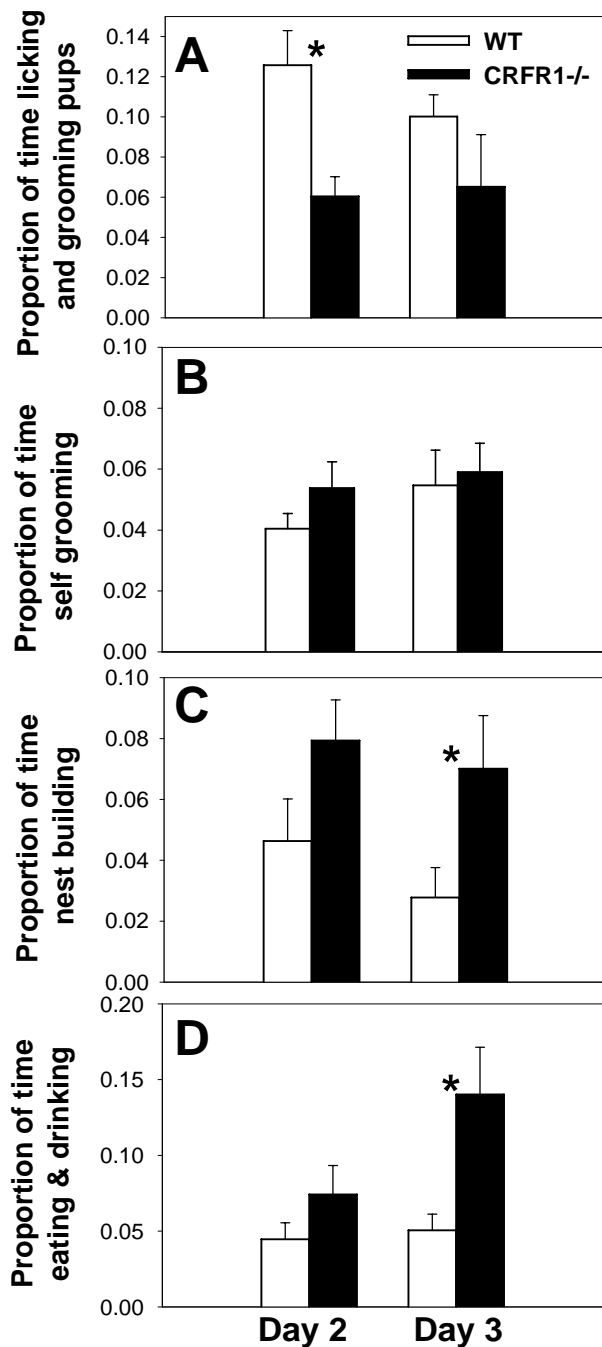 Proportion of time licking
and grooming pups
0.14
0.12
0.10
0.08
0.06
0.04
0.02
0.00
A
*
WT
CRFR1-/-
Proportion of time
self grooming
0.10
0.08
0.06
0.04
0.02
0.00
B
Proportion of time
nest building
0.10
0.08
0.06
0.04
0.02
0.00
C
*
Proportion of time
eating & drinking
0.20
0.15
0.10
0.05
0.00
D
*
Day 2 Day 3